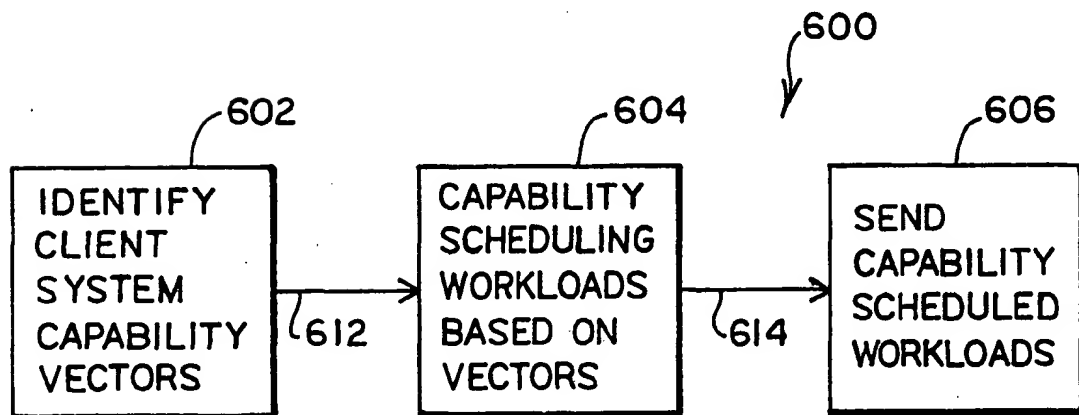 600
602
604
606
IDENTIFY
CLIENT
SYSTEM
CAPABILITY
VECTORS
612
CAPABILITY
SCHEDULING
WORKLOADS
BASED ON
VECTORS
614
SEND
CAPABILITY
SCHEDULED
WORKLOADS